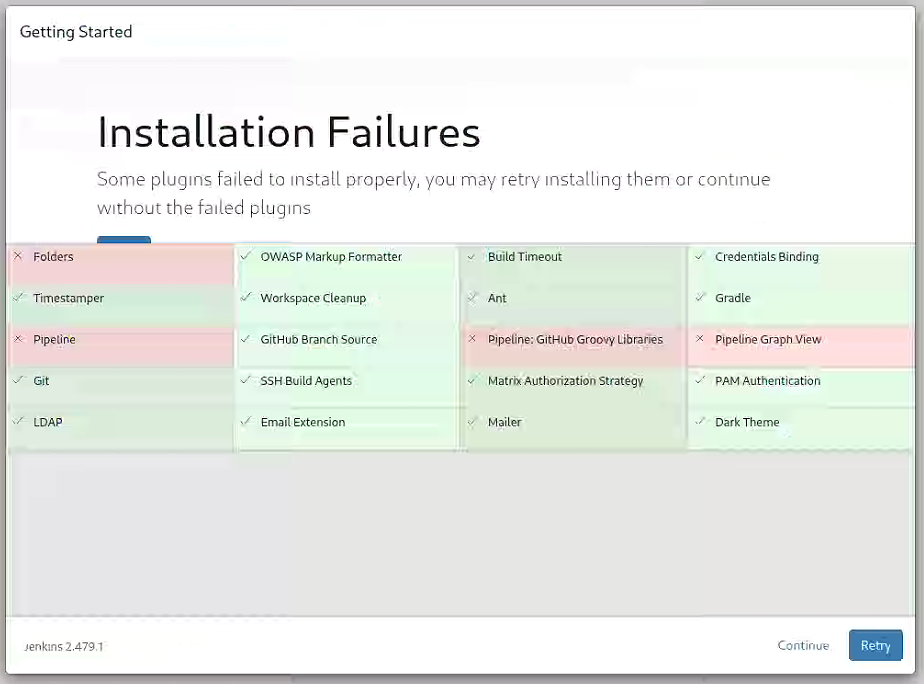 Getting Started
Installation Failures
Some plugins failed to install properly, you may retry installing them or continue
without the failed plugins
Folders
OWASP Markup Formatter
Build Timeout
Credentials Binding
Timestamper
Workspace Cleanup
Ant
Gradle
Pipeline
GitHub Branch Source
Pipeline: GitHub Groovy Libraries
Pipeline Graph View
Git
SSH Build Agents
Matrix Authorization Strategy
PAM Authentication
LDAP
Email Extension
Mailer
Dark Theme
Jenkins 2.479.1
Continue
Retry